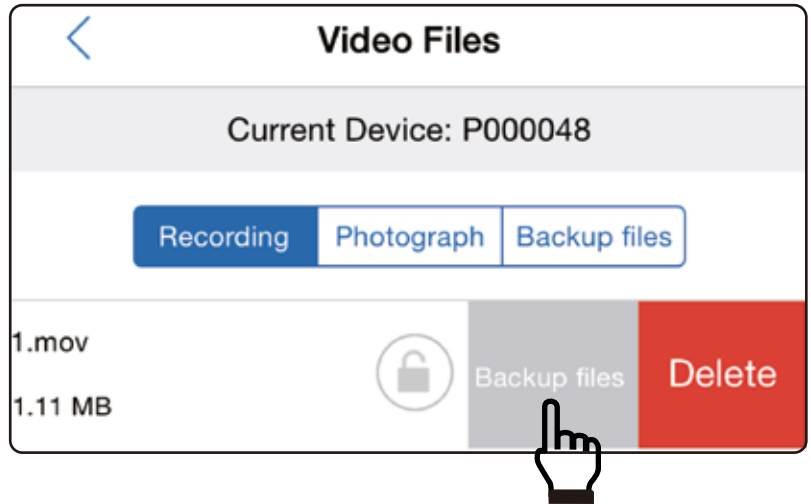 Video Files
Current Device: P000048
Recording Photograph Backup files
1.mov
Backup files Delete
1.11 MB